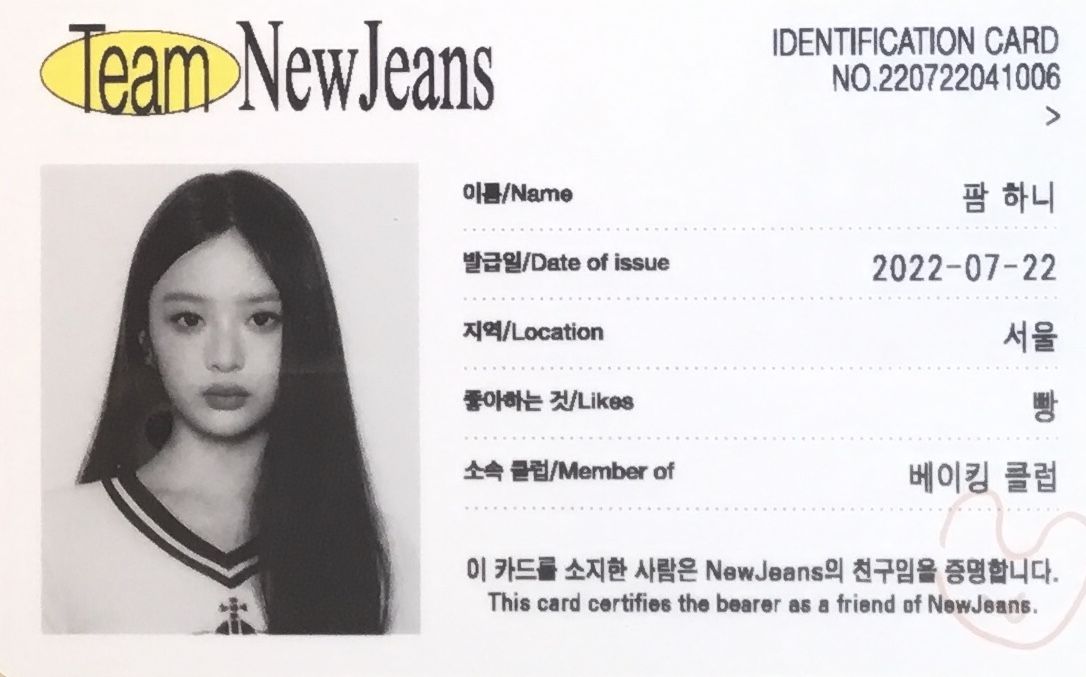 Team NewJeans
IDENTIFICATION CARD
NO.220722041006
>
이름/Name 팜 하니
발급일/Date of issue 2022-07-22
지역/Location 서울
좋아하는 것/Likes 빵
소속 클럽/Member of 베이킹 클럽
이 카드를 소지한 사람은 NewJeans의 친구임을 증명합니다.
This card certifies the bearer as a friend of NewJeans.